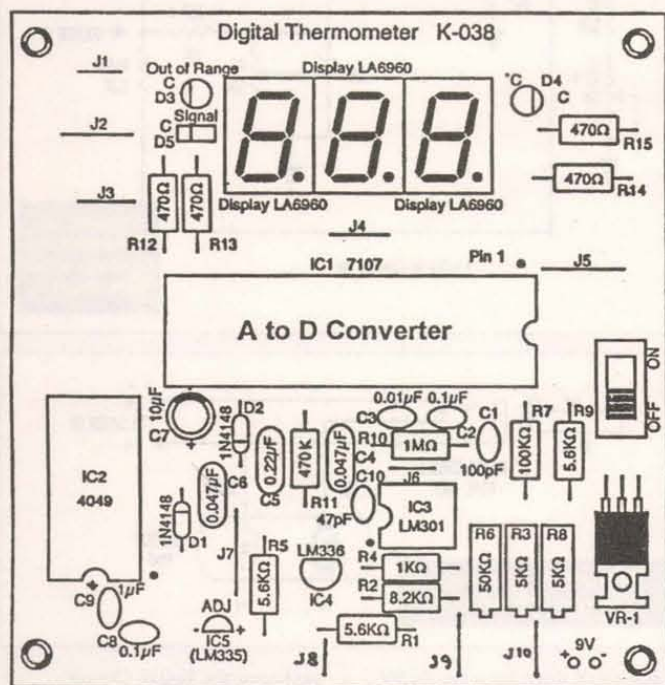 Digital Thermometer K-038
J1
Out of Range
Display LA6960
C
D3
°C D4
C
J2
Signal
C
D5
470Ω
R15
J3
470Ω
470Ω
470Ω
R14
Display LA6960
Display LA6960
R12
R13
J4
IC1 7107
Pin 1
J5
A to D Converter
ON
OFF
10µF
C7
+
1N4148
D2
0.22µF
C5
470K
R11
0.047µF
C4
0.01µF
0.1µF
C3
C2
R10
1MΩ
C1
100pF
R7
100KΩ
R9
5.6KΩ
IC2
4049
0.047µF
C6
C10
47pF
J6
IC3
LM301
1N4148
D1
J7
R5
5.6KΩ
LM336
IC4
R4
1KΩ
R2
8.2KΩ
R6
50KΩ
R3
5KΩ
R8
5KΩ
VR-1
+
1µF
C9
C8
0.1µF
ADJ
- +
IC5
(LM335)
5.6KΩ
R1
J8
J9
J10
9V
+ -